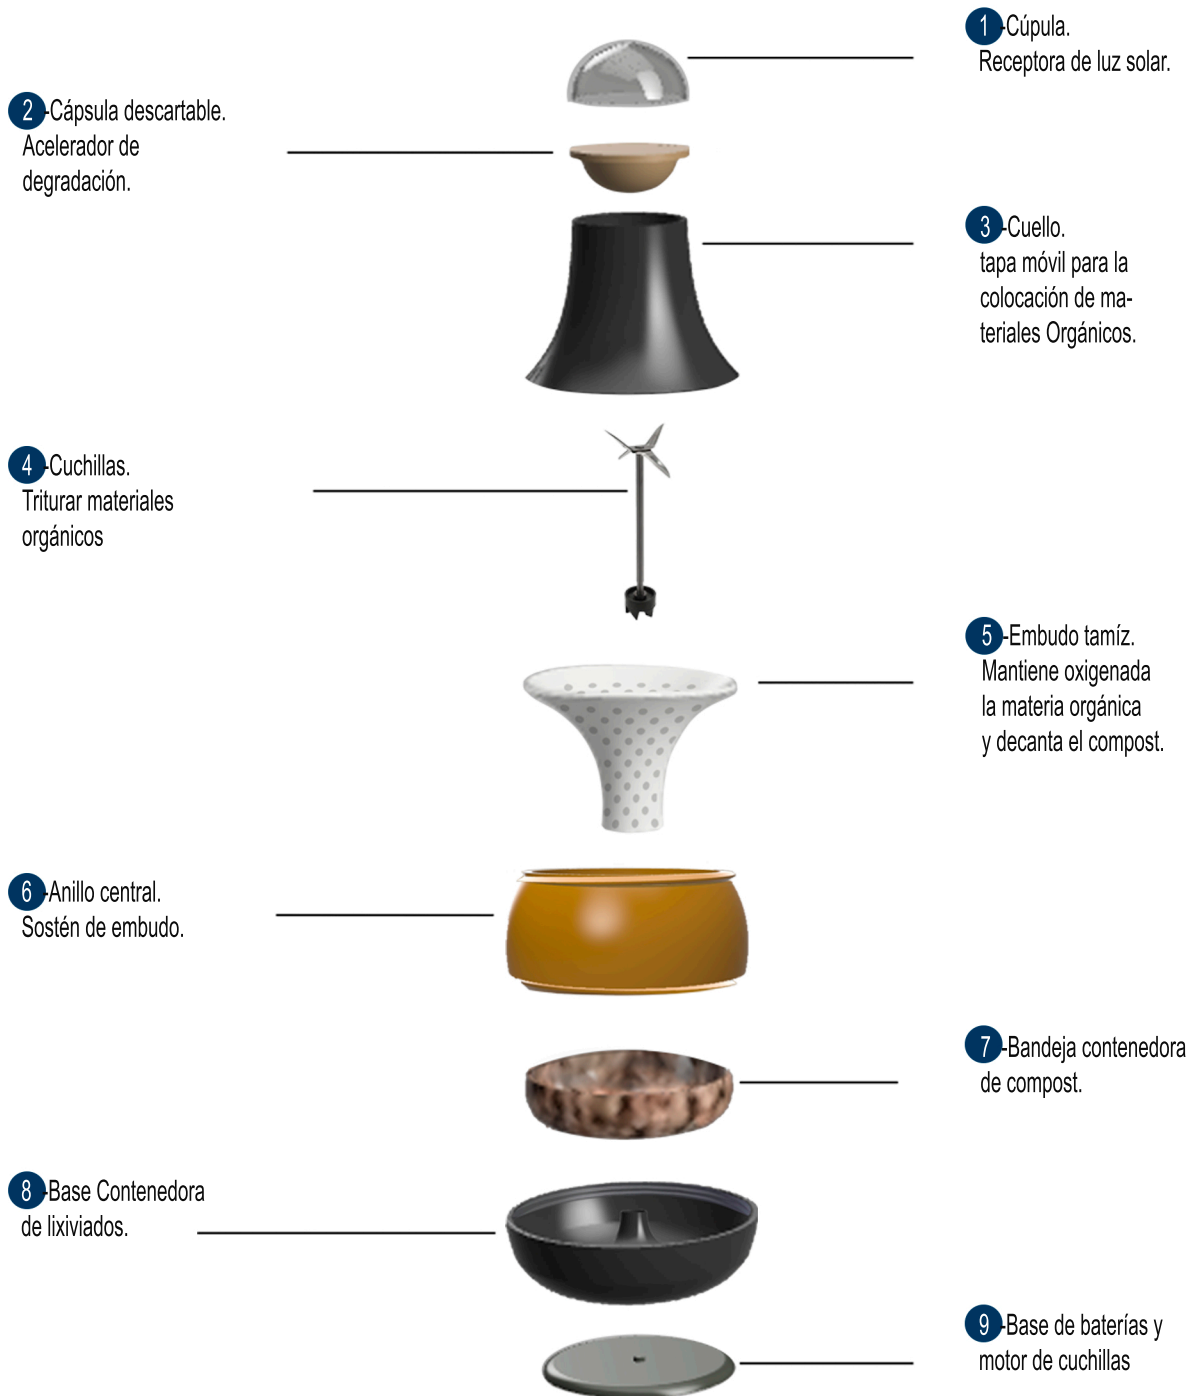 1-Cúpula.
Receptora de luz solar.
2-Cápsula descartable.
Acelerador de
degradación.
3-Cuello.
tapa móvil para la
colocación de ma-
teriales Orgánicos.
4-Cuchillas.
Triturar materiales
orgánicos
5-Embudo tamíz.
Mantiene oxigenada
la materia orgánica
y decanta el compost.
6-Anillo central.
Sostén de embudo.
7-Bandeja contenedora
de compost.
8-Base Contenedora
de lixiviados.
9-Base de baterías y
motor de cuchillas